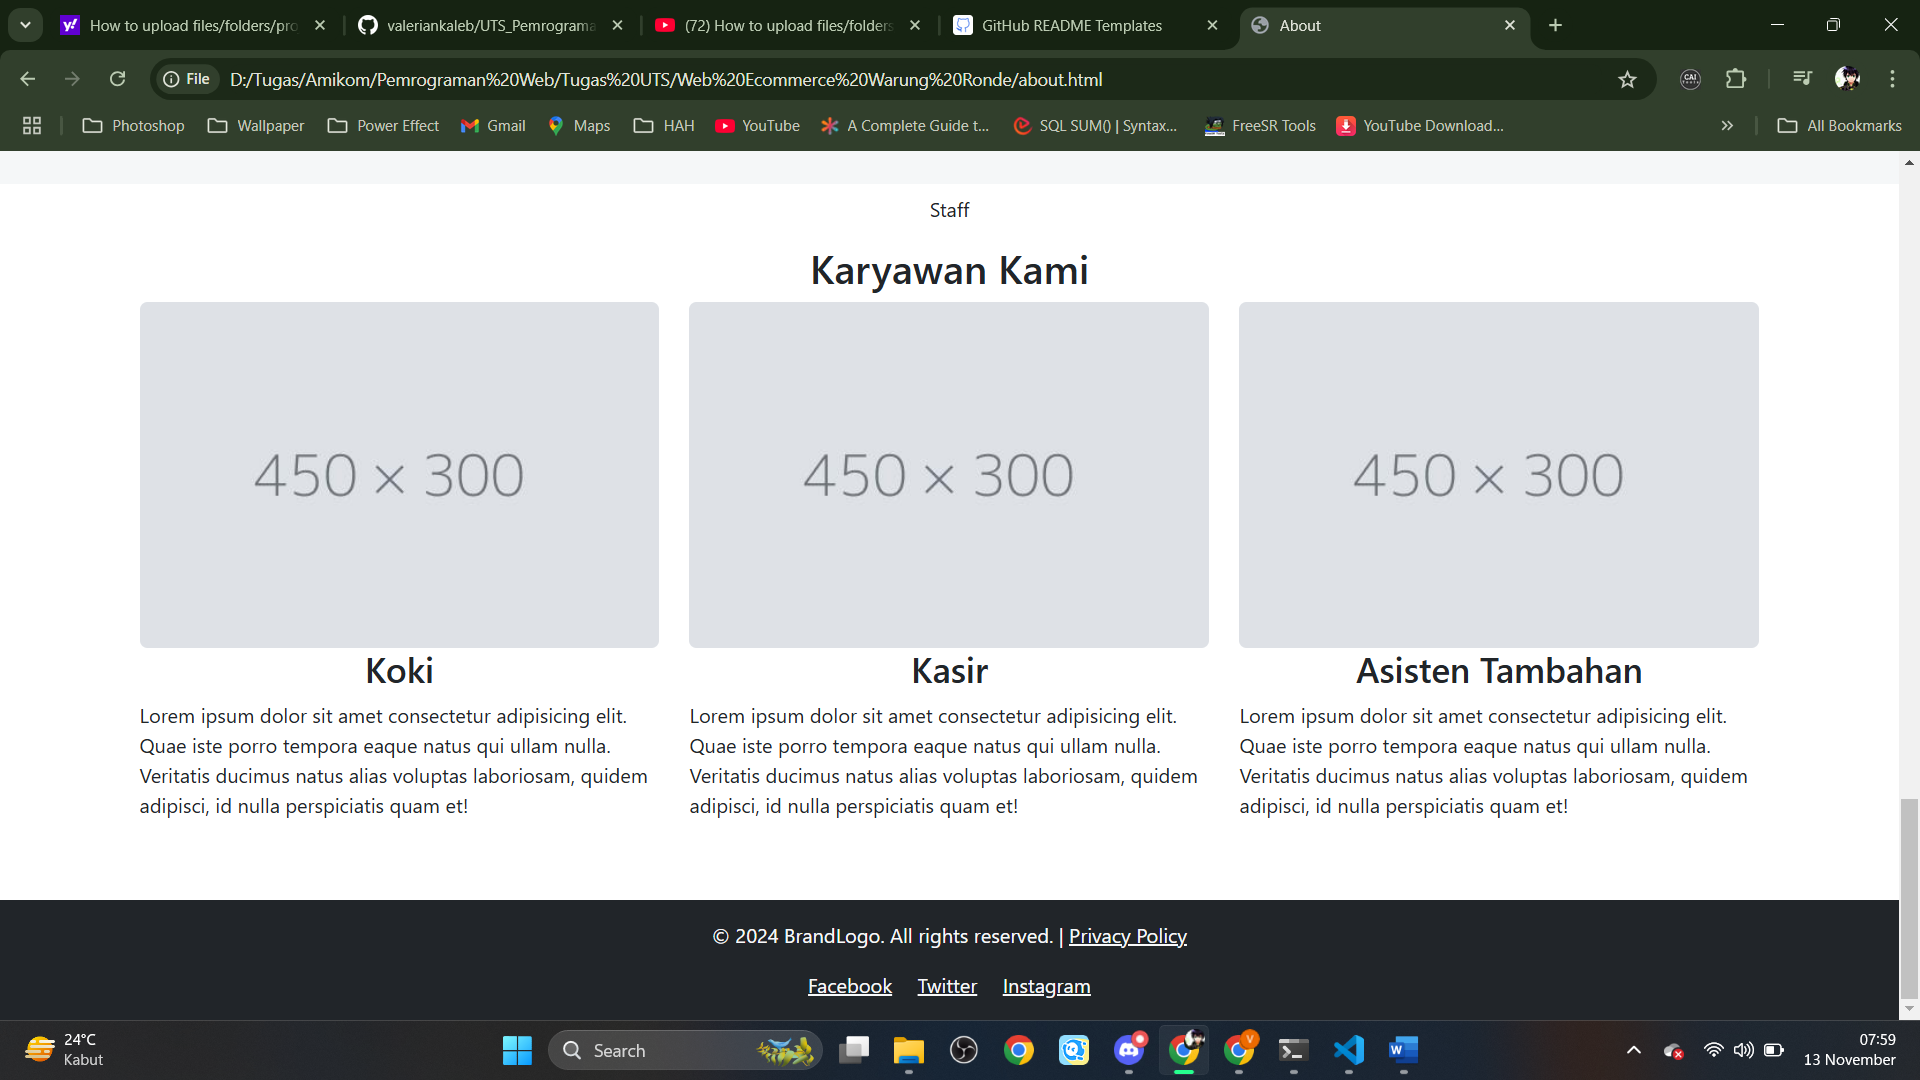 How to upload files/folders/pro
valeriankaleb/UTS_Pemrograma
(72) How to upload files/folders
GitHub README Templates
About
File
D:/Tugas/Amikom/Pemrograman%20Web/Tugas%20UTS/Web%20Ecommerce%20Warung%20Ronde/about.html
Photoshop
Wallpaper
Power Effect
Gmail
Maps
HAH
YouTube
A Complete Guide t...
SQL SUM() | Syntax...
FreeSR Tools
YouTube Download...
All Bookmarks
Staff
Karyawan Kami
450 × 300
450 × 300
450 × 300
Koki
Lorem ipsum dolor sit amet consectetur adipisicing elit.
Quae iste porro tempora eaque natus qui ullam nulla.
Veritatis ducimus natus alias voluptas laboriosam, quidem
adipisci, id nulla perspiciatis quam et!
Kasir
Lorem ipsum dolor sit amet consectetur adipisicing elit.
Quae iste porro tempora eaque natus qui ullam nulla.
Veritatis ducimus natus alias voluptas laboriosam, quidem
adipisci, id nulla perspiciatis quam et!
Asisten Tambahan
Lorem ipsum dolor sit amet consectetur adipisicing elit.
Quae iste porro tempora eaque natus qui ullam nulla.
Veritatis ducimus natus alias voluptas laboriosam, quidem
adipisci, id nulla perspiciatis quam et!
© 2024 BrandLogo. All rights reserved. | Privacy Policy
Facebook Twitter Instagram
24°C
Kabut
Search
07:59
13 November